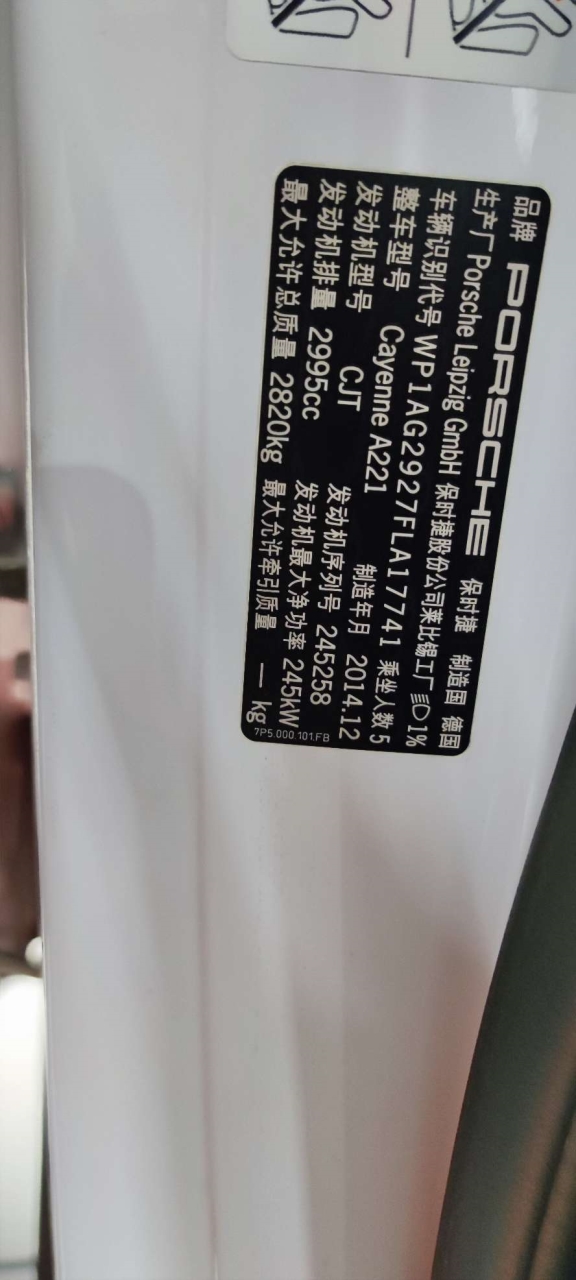 品牌 PORSCHE 保时捷 制造国 德国
生产厂 Porsche Leipzig GmbH 保时捷股份公司莱比锡工厂 1%
车辆识别代号 WP1AG2927FLA17741 乘坐人数 5
整车型号 Cayenne A221 制造年月 2014.12
发动机型号 CJT 发动机序列号 245258
发动机排量 2995cc 发动机最大净功率 245kW
最大允许总质量 2820kg 最大允许牵引质量 — kg
7P5.000.101.FB